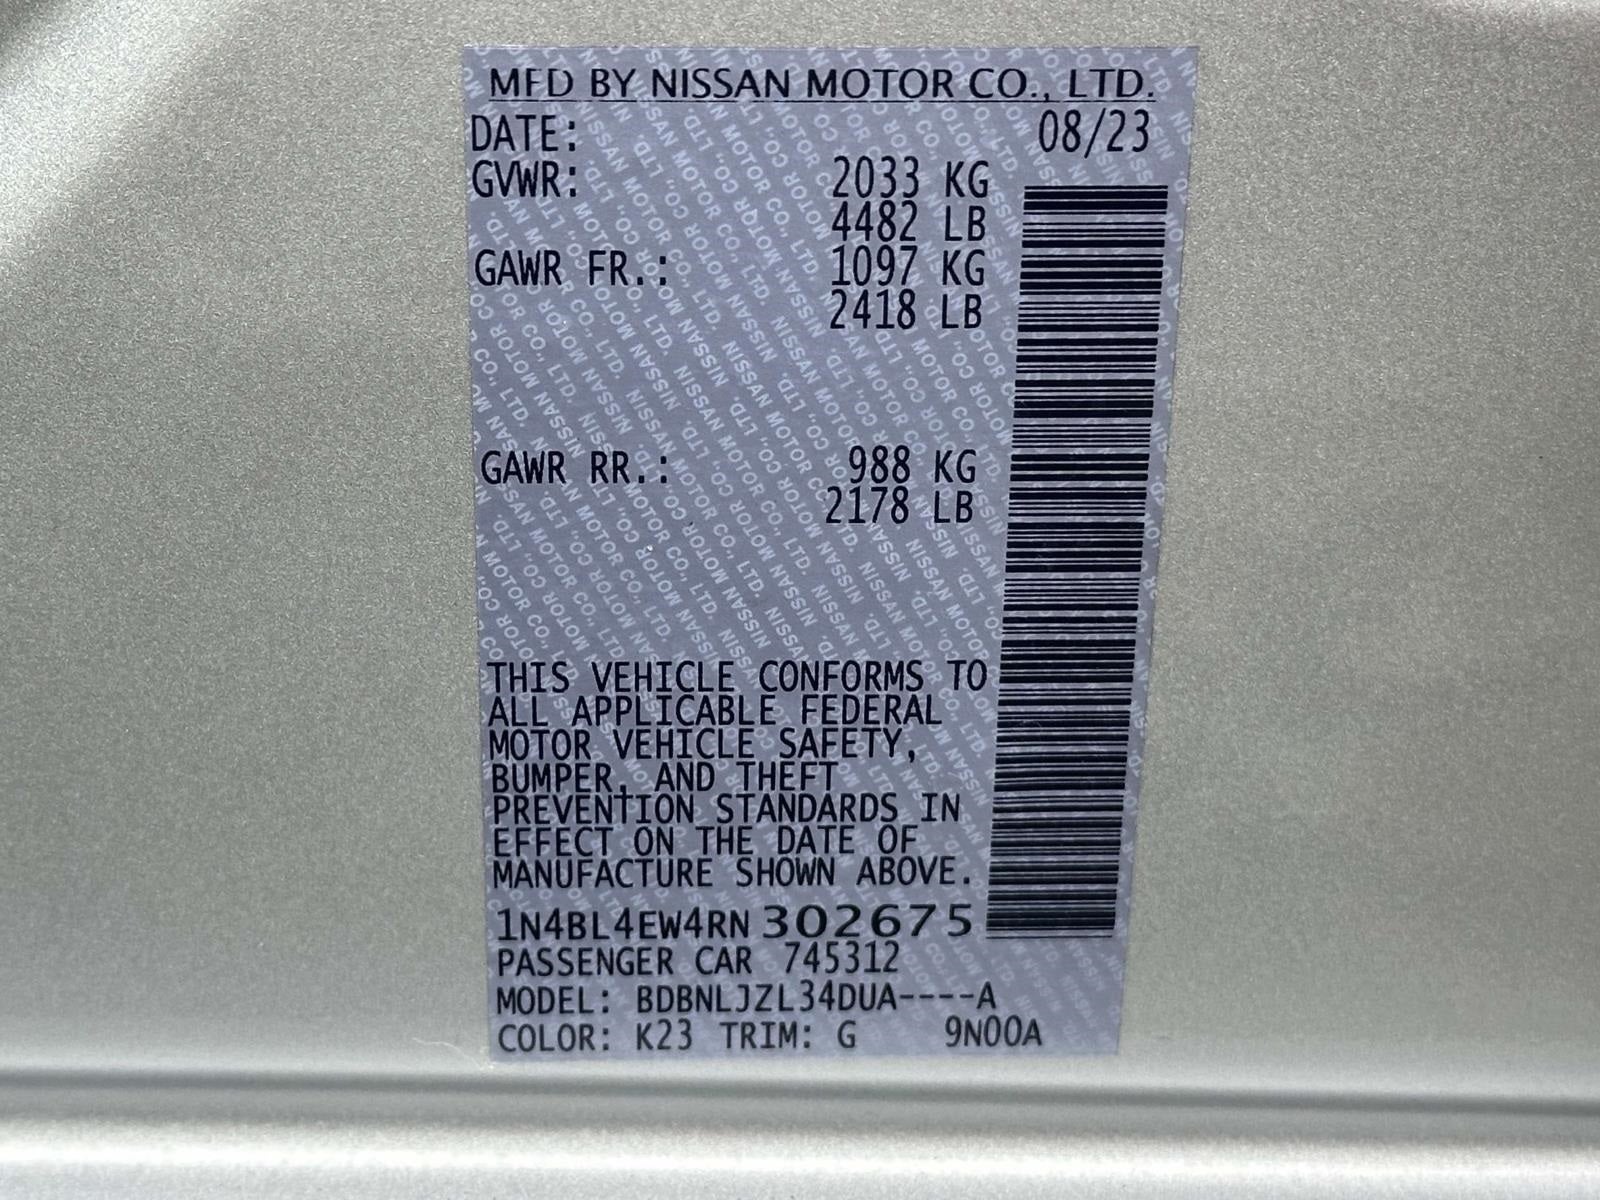 MFD BY NISSAN MOTOR CO., LTD.
DATE: 08/23
GVWR: 2033 KG
4482 LB
GAWR FR.: 1097 KG
2418 LB
GAWR RR.: 988 KG
2178 LB
THIS VEHICLE CONFORMS TO
ALL APPLICABLE FEDERAL
MOTOR VEHICLE SAFETY,
BUMPER, AND THEFT
PREVENTION STANDARDS IN
EFFECT ON THE DATE OF
MANUFACTURE SHOWN ABOVE.
1N4BL4EW4RN302675
PASSENGER CAR 745312
MODEL: BDBNLJZL34DUA----A
COLOR: K23 TRIM: G 9N00A